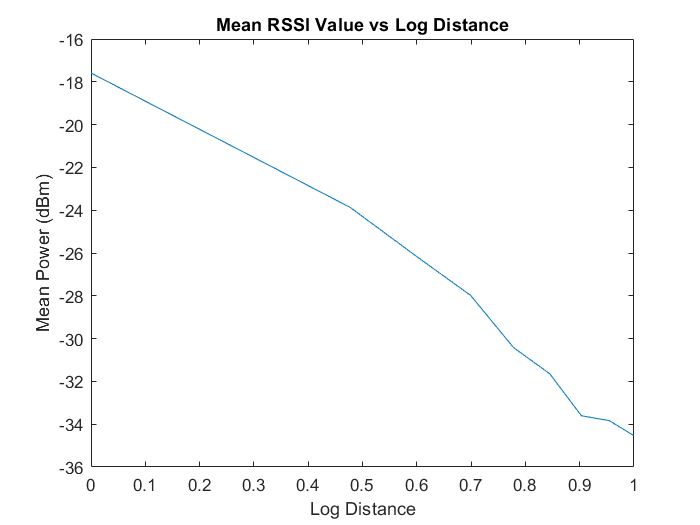 Mean RSSI Value vs Log Distance
-16
-18
-20
-22
-24
-26
-28
-30
-32
-34
-36
Mean Power (dBm)
0 0.1 0.2 0.3 0.4 0.5 0.6 0.7 0.8 0.9 1
Log Distance